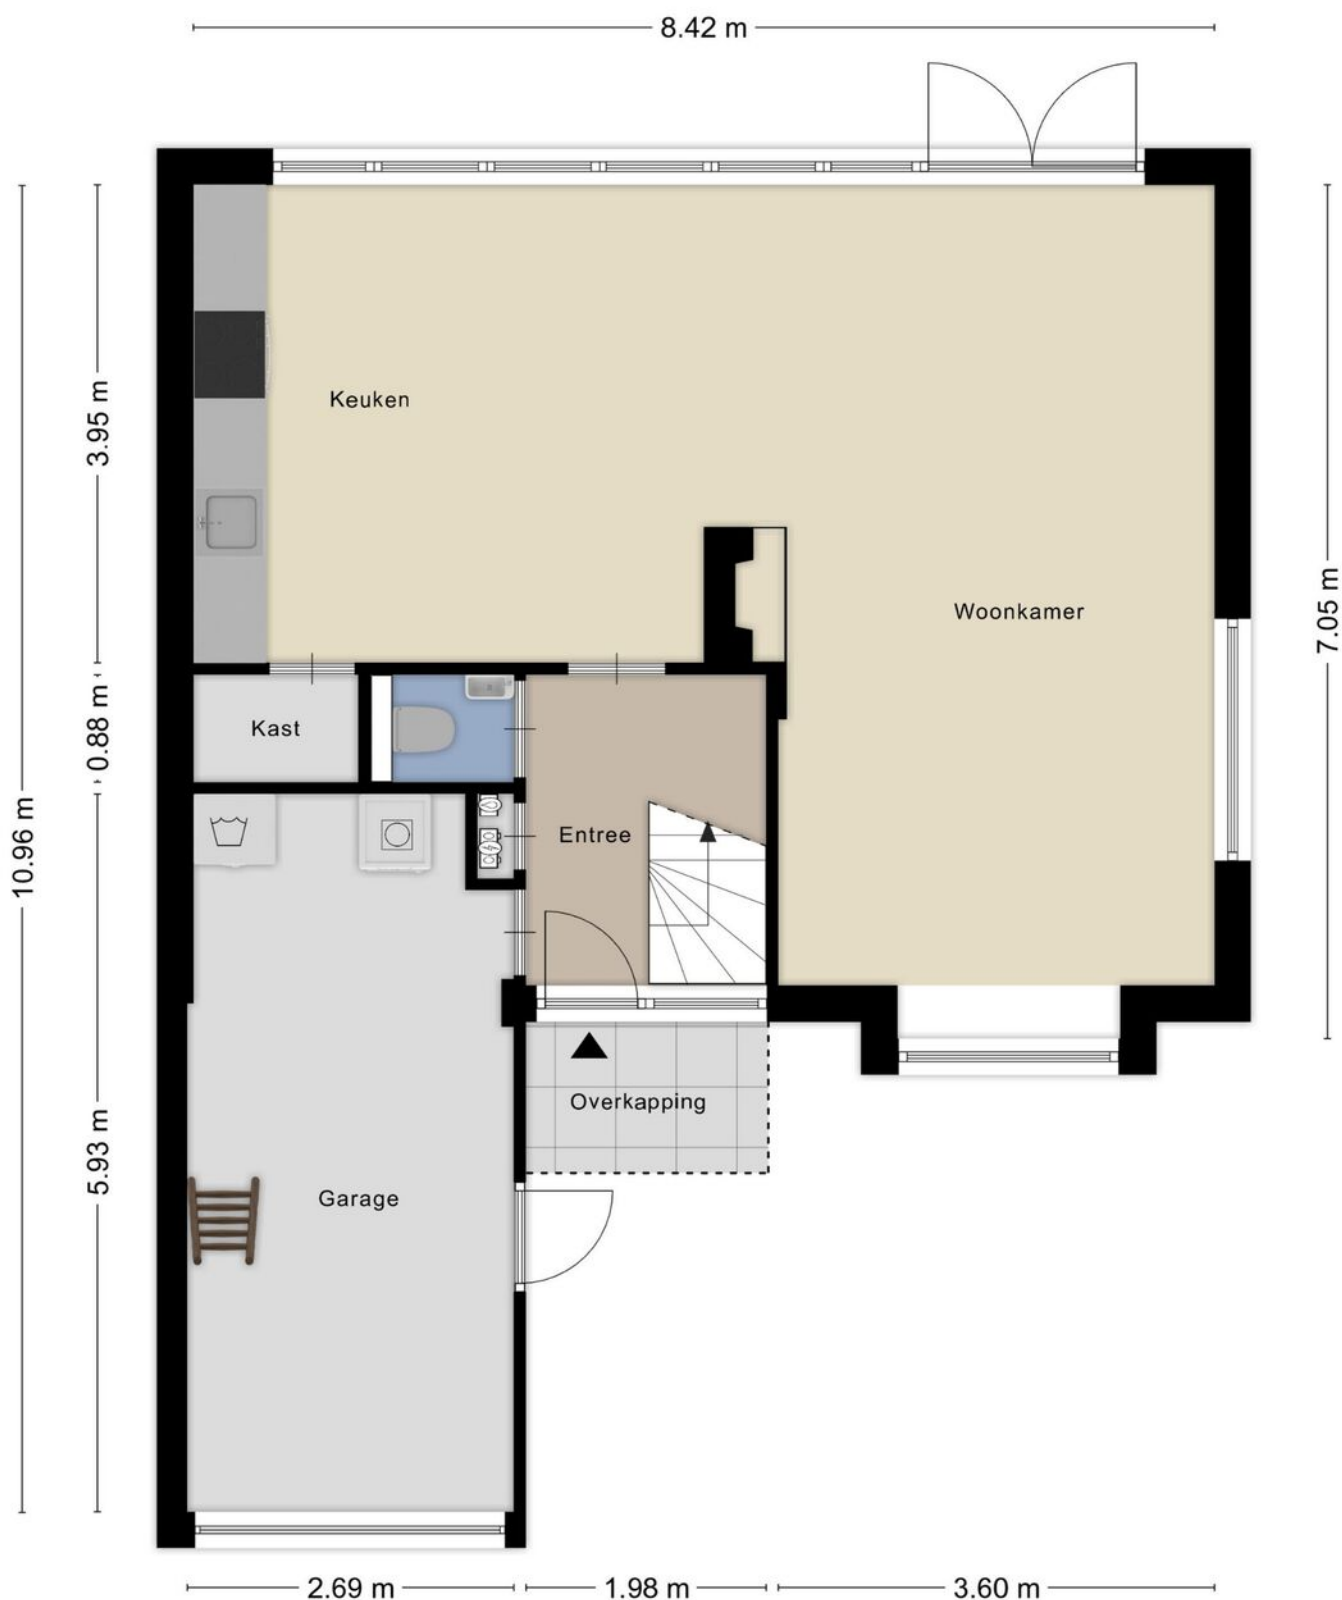 8.42 m
Keuken
3.95 m
Woonkamer
7.05 m
Kast
0.88 m
10.96 m
Entree
Overkapping
5.93 m
Garage
2.69 m
1.98 m
3.60 m